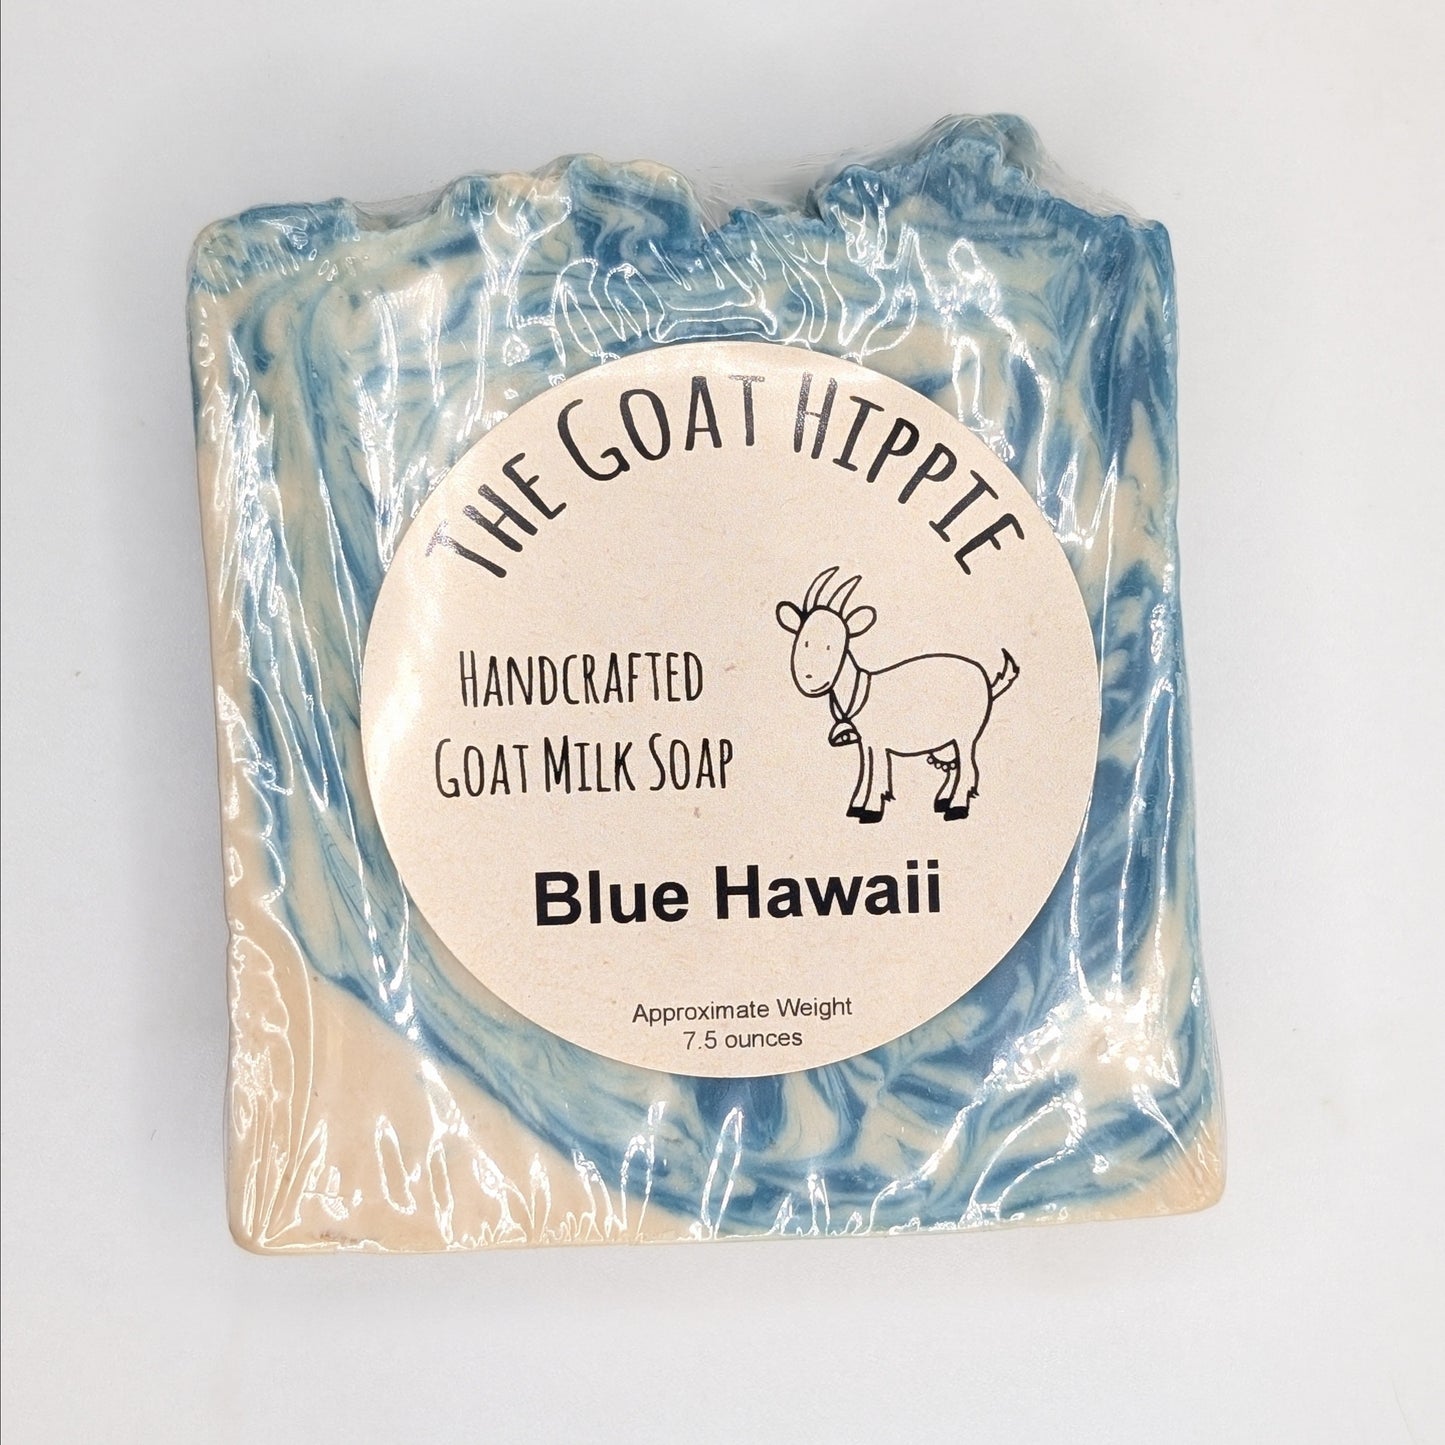 THE GOAT HIPPIE
HANDCRAFTED
GOAT MILK SOAP
Blue Hawaii
Approximate Weight
7.5 ounces